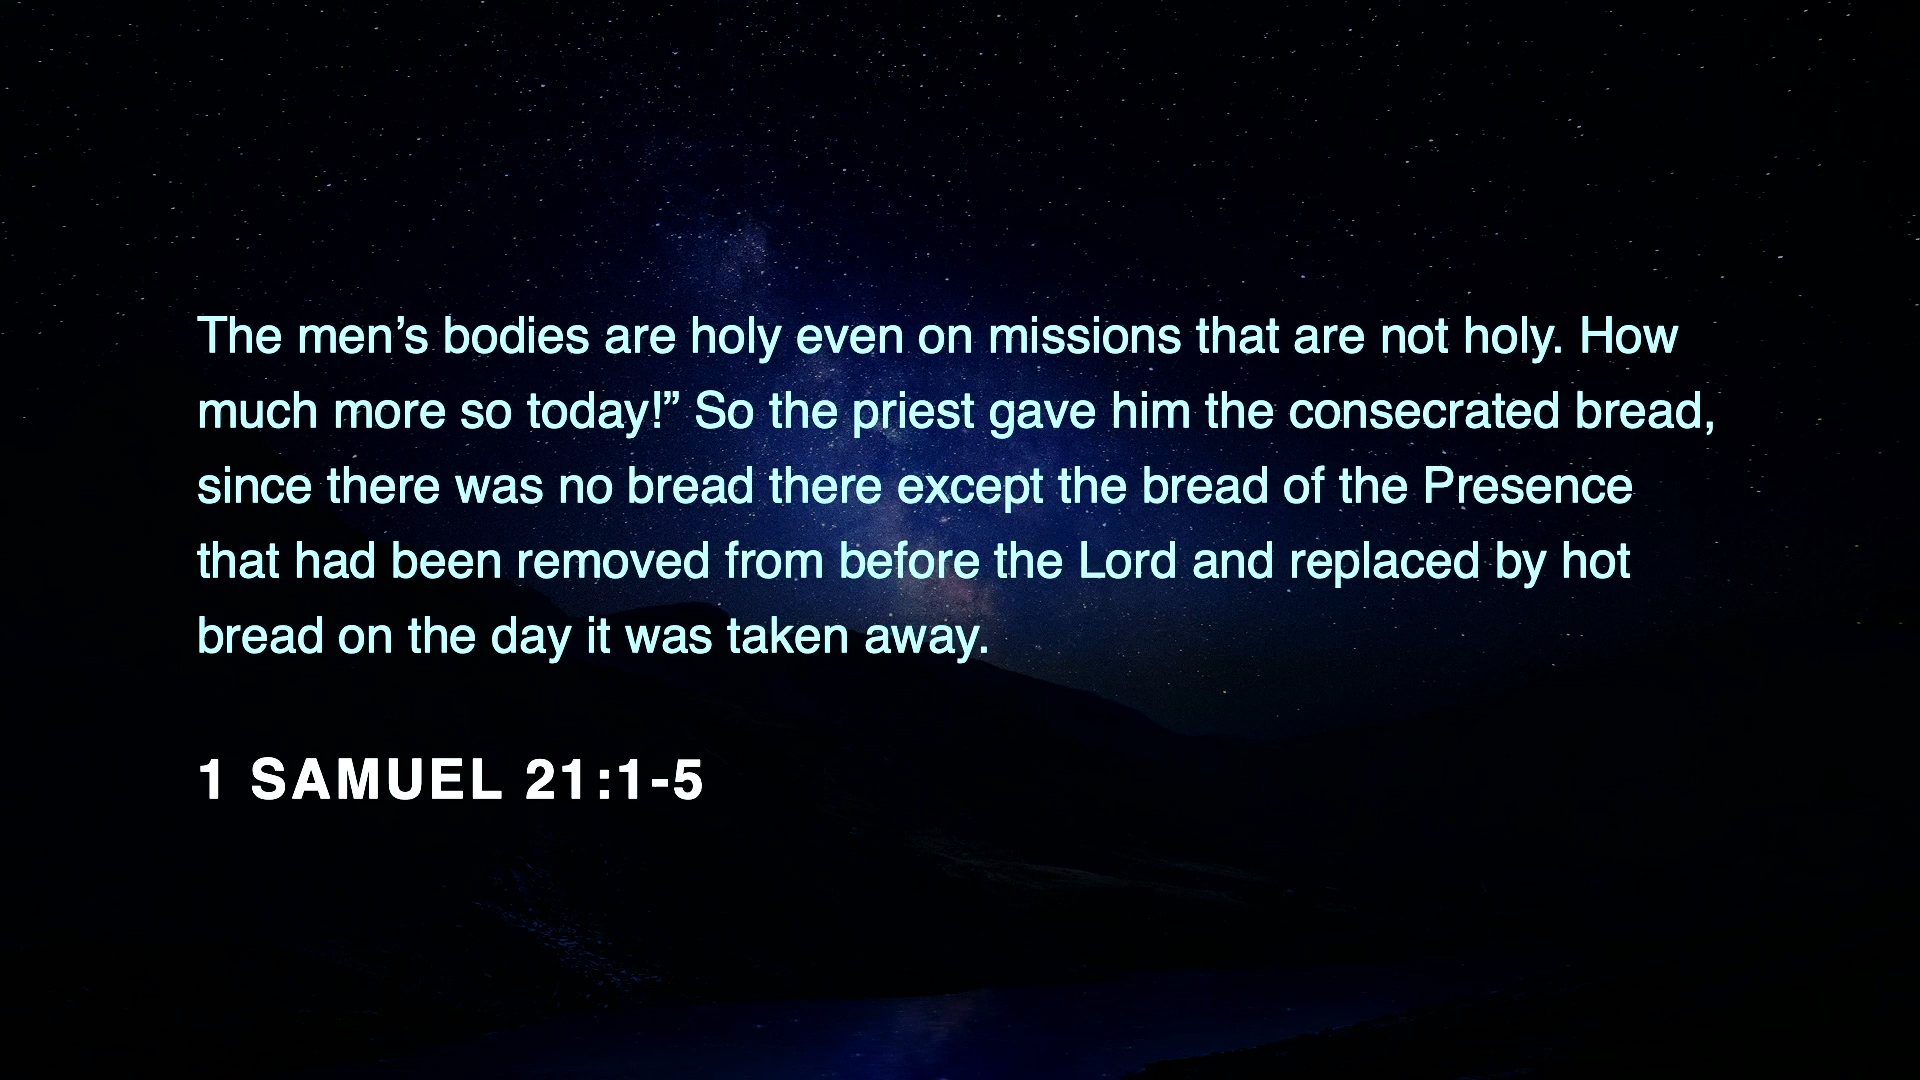 The men’s bodies are holy even on missions that are not holy. How
much more so today!” So the priest gave him the consecrated bread,
since there was no bread there except the bread of the Presence
that had been removed from before the Lord and replaced by hot
bread on the day it was taken away.
1 SAMUEL 21:1-5